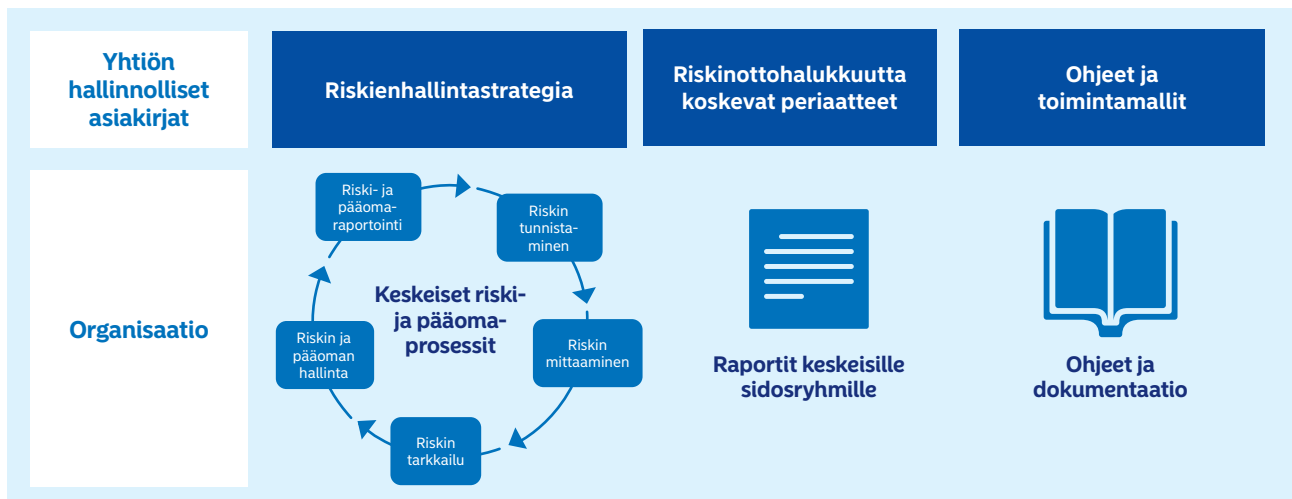 Yhtiön
hallinnolliset
asiakirjat
Riskienhallintastrategia
Riskinottohalukkuutta
koskevat periaatteet
Ohjeet ja
toimintamallit
Organisaatio
Riski- ja
pääoma-
raportointi
Riskin
tunnista-
minen
Keskeiset riski-
ja pääoma-
prosessit
Riskin ja
pääoman
hallinta
Riskin
mittaaminen
Riskin
tarkkailu
Raportit keskeisille
sidosryhmille
Ohjeet ja
dokumentaatio